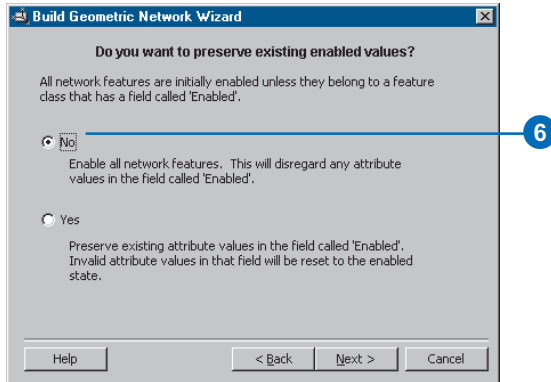 Build Geometric Network Wizard
Do you want to preserve existing enabled values?
All network features are initially enabled unless they belong to a feature
class that has a field called 'Enabled'.
No
6
Enable all network features. This will disregard any attribute
values in the field called 'Enabled'.
Yes
Preserve existing attribute values in the field called 'Enabled'.
Invalid attribute values in that field will be reset to the enabled
state.
Help
< Back
Next >
Cancel